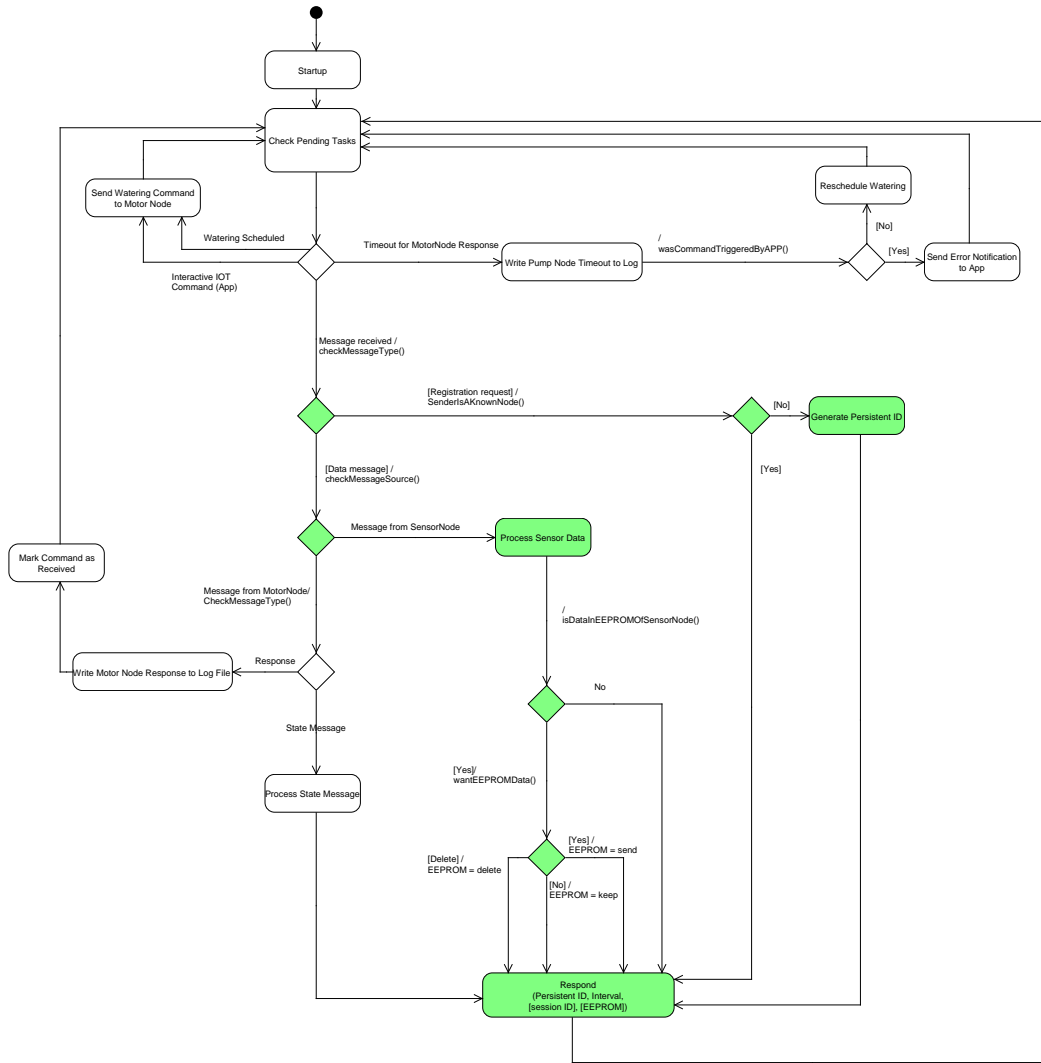 Startup
Check Pending Tasks
Send Watering Command
to Motor Node
Reschedule Watering
Watering Scheduled
Timeout for MotorNode Response
/
wasCommandTriggeredByAPP()
[No]
[Yes]
Write Pump Node Timeout to Log
Send Error Notification
to App
Interactive IOT
Command (App)
Message received /
checkMessageType()
[Registration request] /
SenderIsAKnownNode()
[No]
Generate Persistent ID
[Yes]
[Data message] /
checkMessageSource()
Message from SensorNode
Process Sensor Data
Mark Command as
Received
Message from MotorNode/
CheckMessageType()
/
isDataInEEPROMOfSensorNode()
Response
Write Motor Node Response to Log File
No
State Message
[Yes]/
wantEEPROMData()
Process State Message
[Delete] /
EEPROM = delete
[Yes] /
EEPROM = send
[No] /
EEPROM = keep
Respond
(Persistent ID, Interval,
[session ID], [EEPROM])